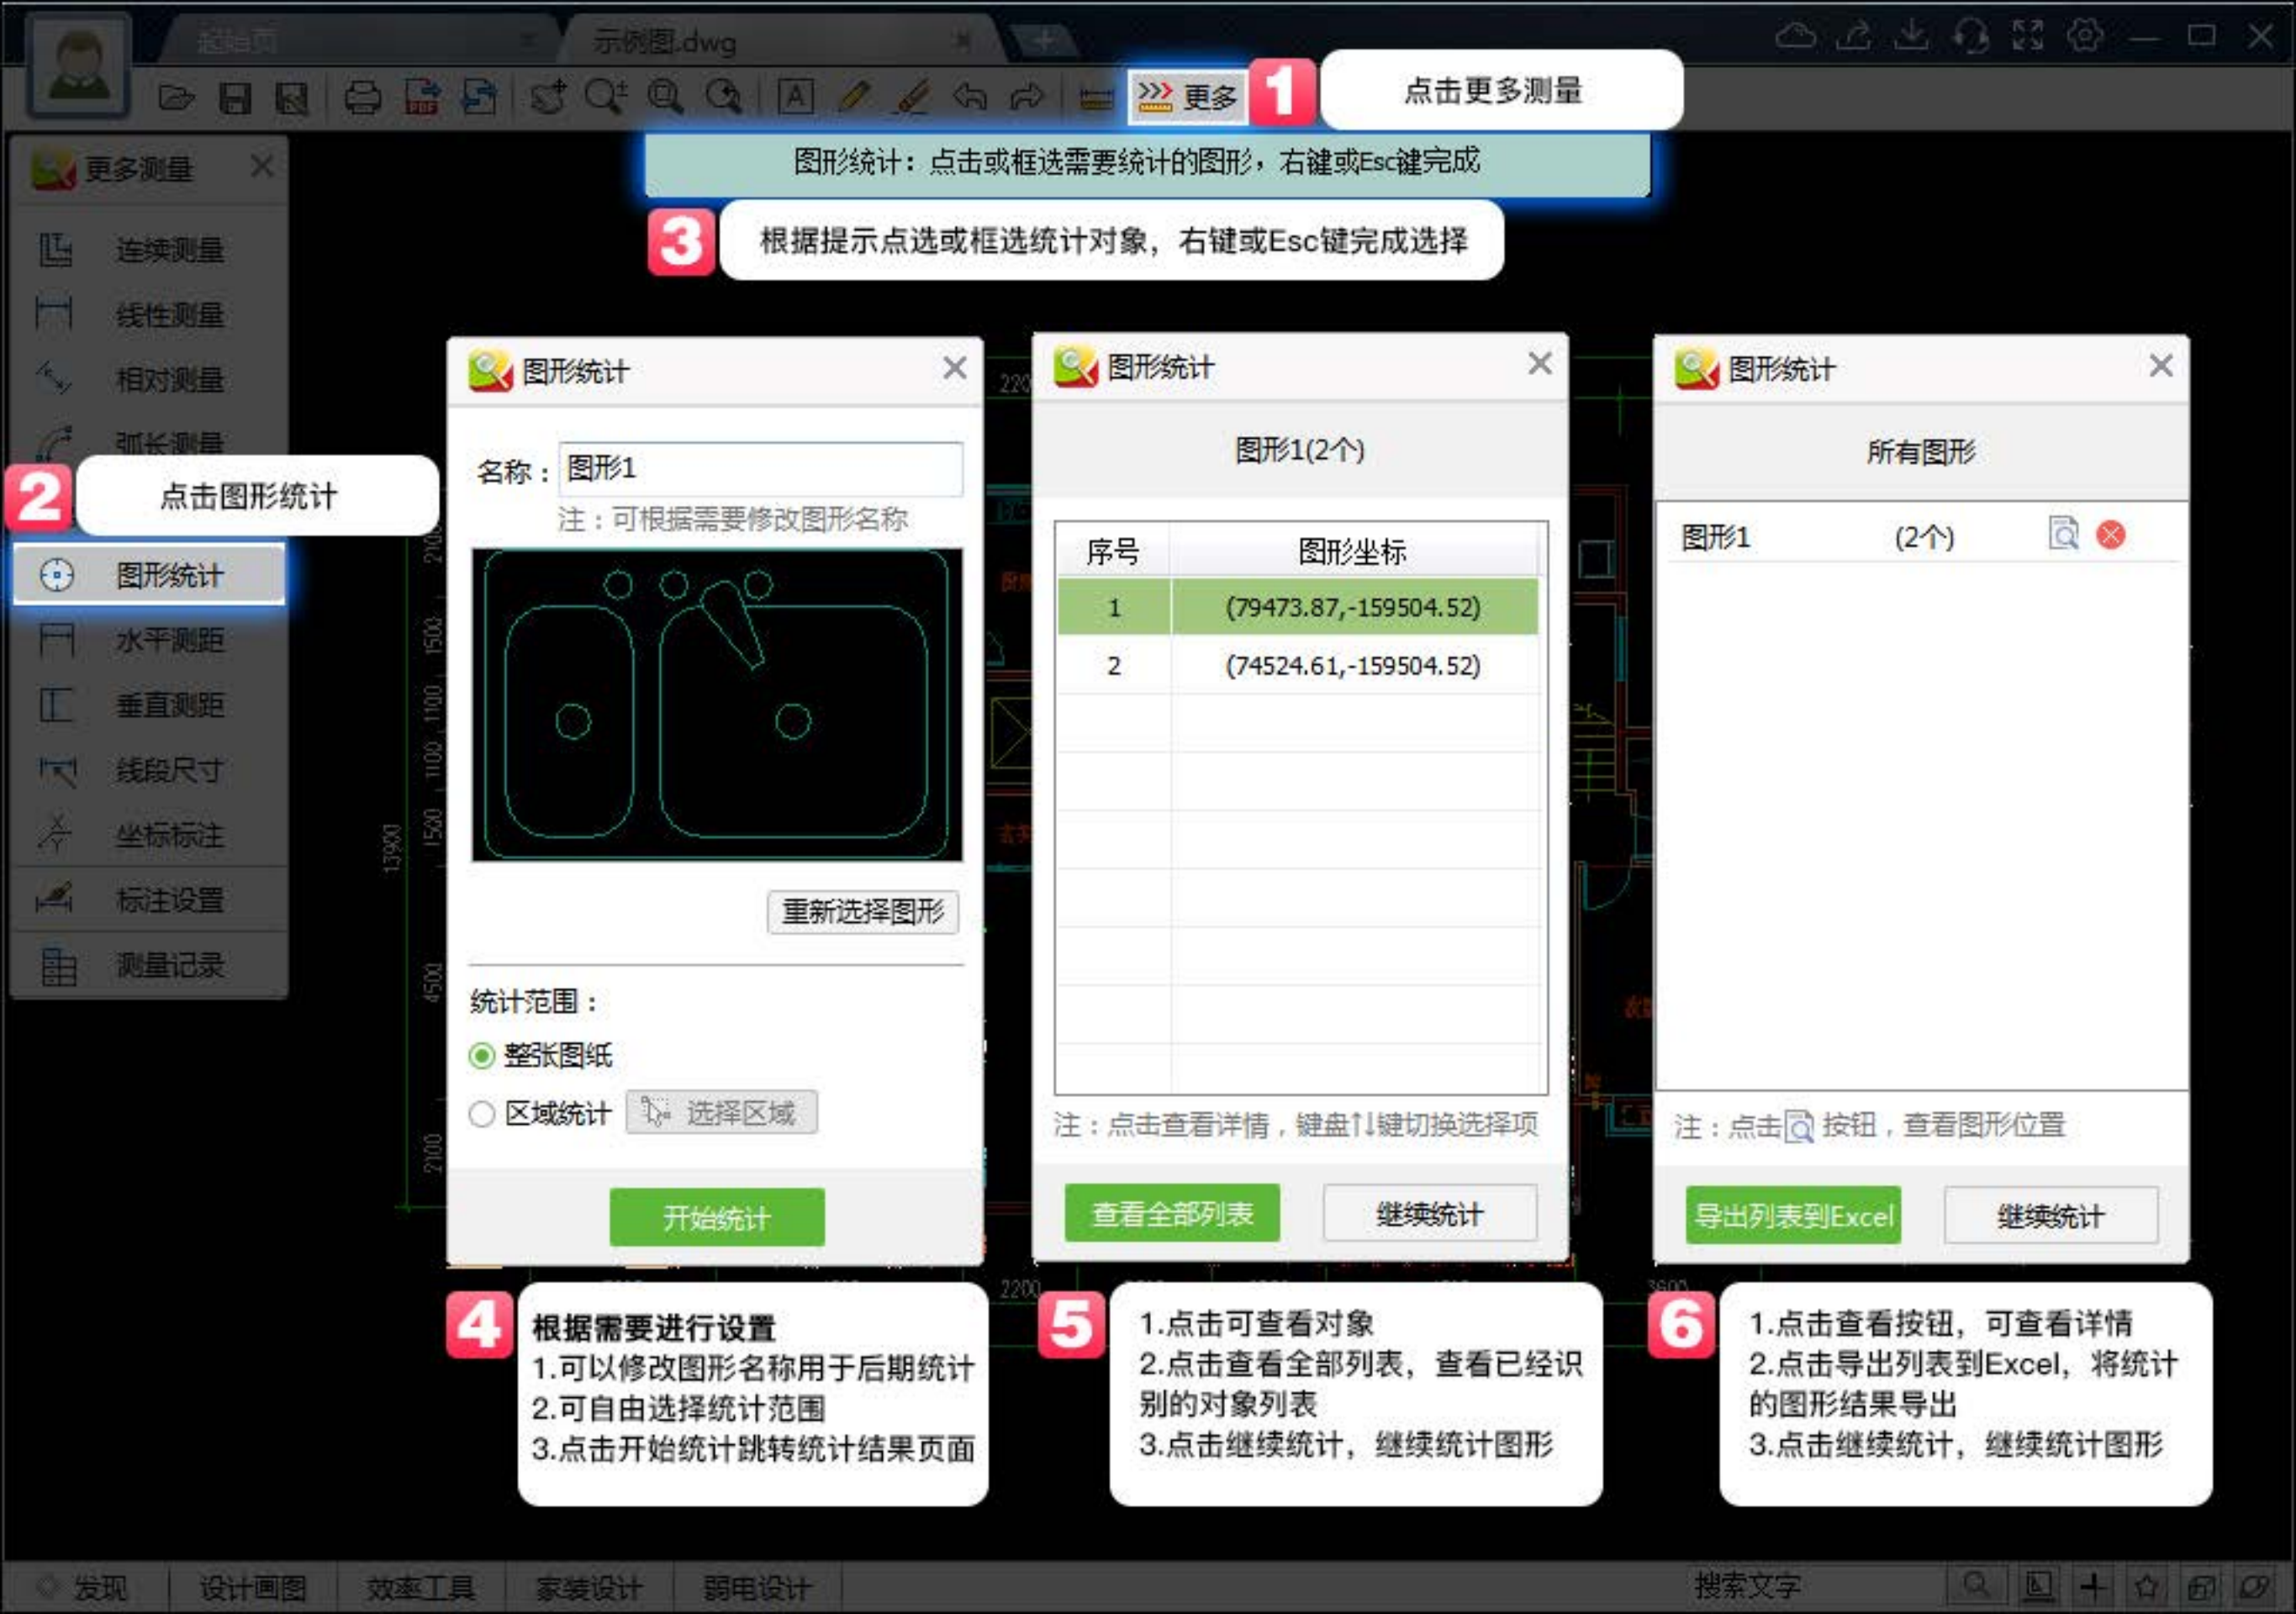 起始页
示例图.dwg
更多
1
点击更多测量
图形统计：点击或框选需要统计的图形，右键或Esc键完成
3
根据提示点选或框选统计对象，右键或Esc键完成选择
更多测量
连续测量
线性测量
相对测量
弧长测量
2
点击图形统计
图形统计
水平测距
垂直测距
线段尺寸
坐标标注
标注设置
测量记录
220
2100
1500
1100
1100
1500
13900
4500
2100
图形统计
名称：
图形1
注：可根据需要修改图形名称
重新选择图形
统计范围：
整张图纸
区域统计
选择区域
开始统计
图形统计
图形1(2个)
序号 图形坐标
1 (79473.87,-159504.52)
2 (74524.61,-159504.52)
注：点击查看详情，键盘↑↓键切换选择项
查看全部列表
继续统计
图形统计
所有图形
图形1 (2个)
注：点击 按钮，查看图形位置
导出列表到Excel
继续统计
2200
3600
4
根据需要进行设置
1.可以修改图形名称用于后期统计
2.可自由选择统计范围
3.点击开始统计跳转统计结果页面
5
1.点击可查看对象
2.点击查看全部列表，查看已经识
别的对象列表
3.点击继续统计，继续统计图形
6
1.点击查看按钮，可查看详情
2.点击导出列表到Excel，将统计
的图形结果导出
3.点击继续统计，继续统计图形
发现
设计画图
效率工具
家装设计
弱电设计
搜索文字